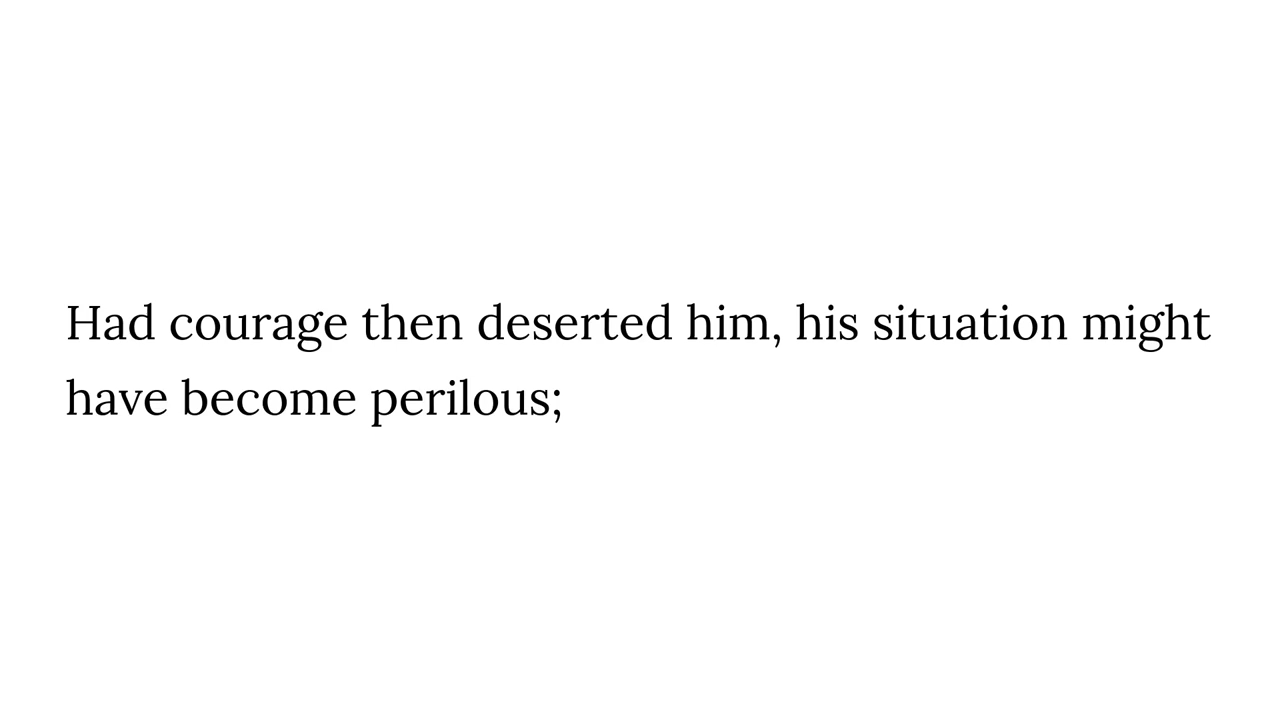 Had courage then deserted him, his situation might
have become perilous;